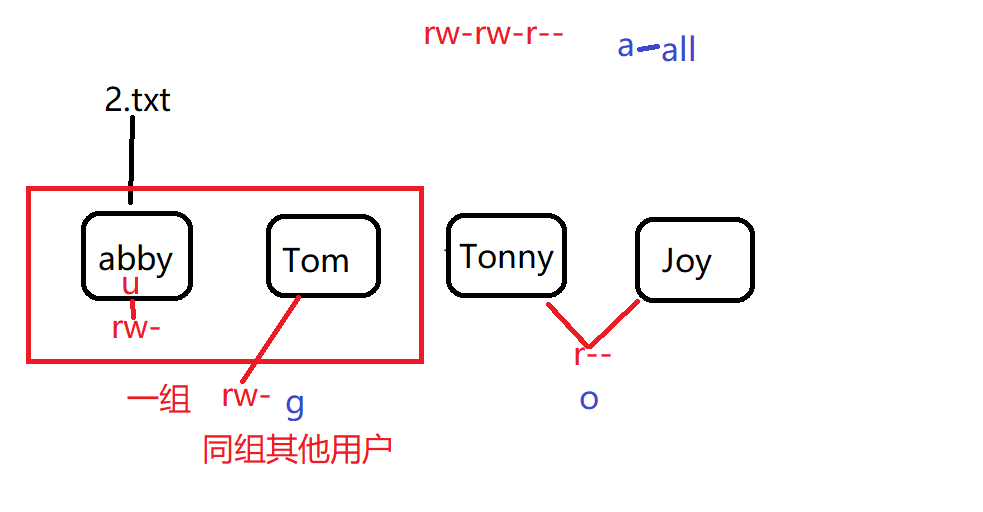 rw-rw-r--
a all
2.txt
abby
Tom
Tonny
Joy
u
rw-
r--
一组
rw-
g
o
同组其他用户